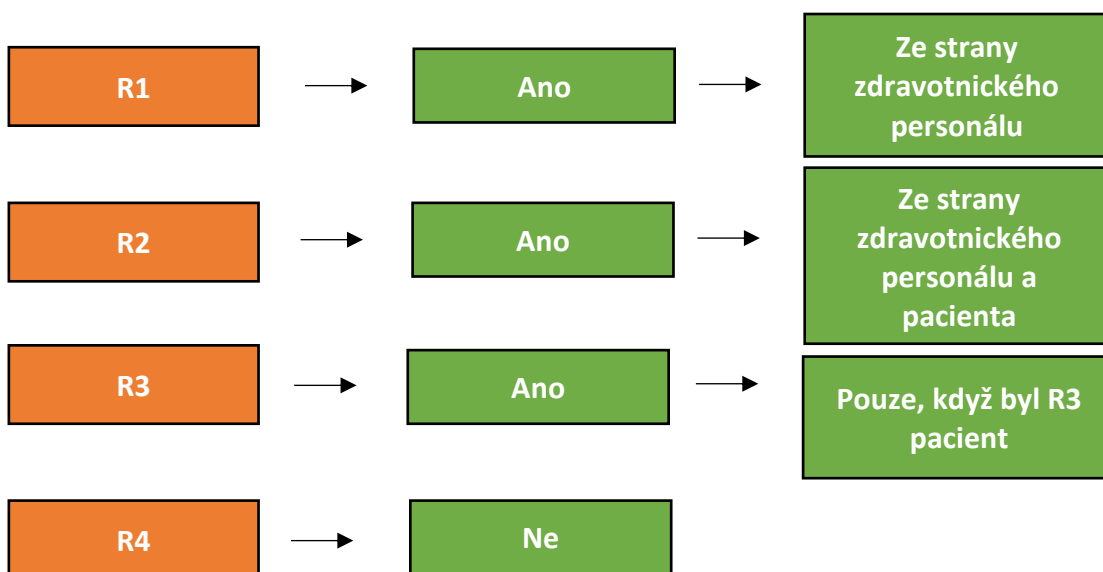 R1
Ano
Ze strany
zdravotnického
personálu
R2
Ano
Ze strany
zdravotnického
personálu a
pacienta
R3
Ano
Pouze, když byl R3
pacient
R4
Ne